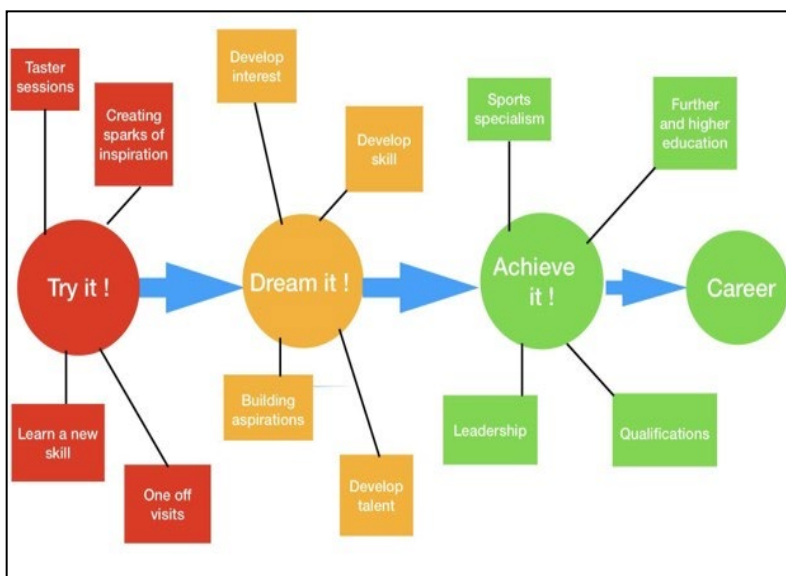 Taster
sessions
Creating
sparks of
inspiration
Try it !
Learn a new
skill
One off
visits
Develop
interest
Develop
skill
Dream it !
Building
aspirations
Develop
talent
Sports
specialism
Further
and higher
education
Achieve
it !
Leadership
Qualifications
Career